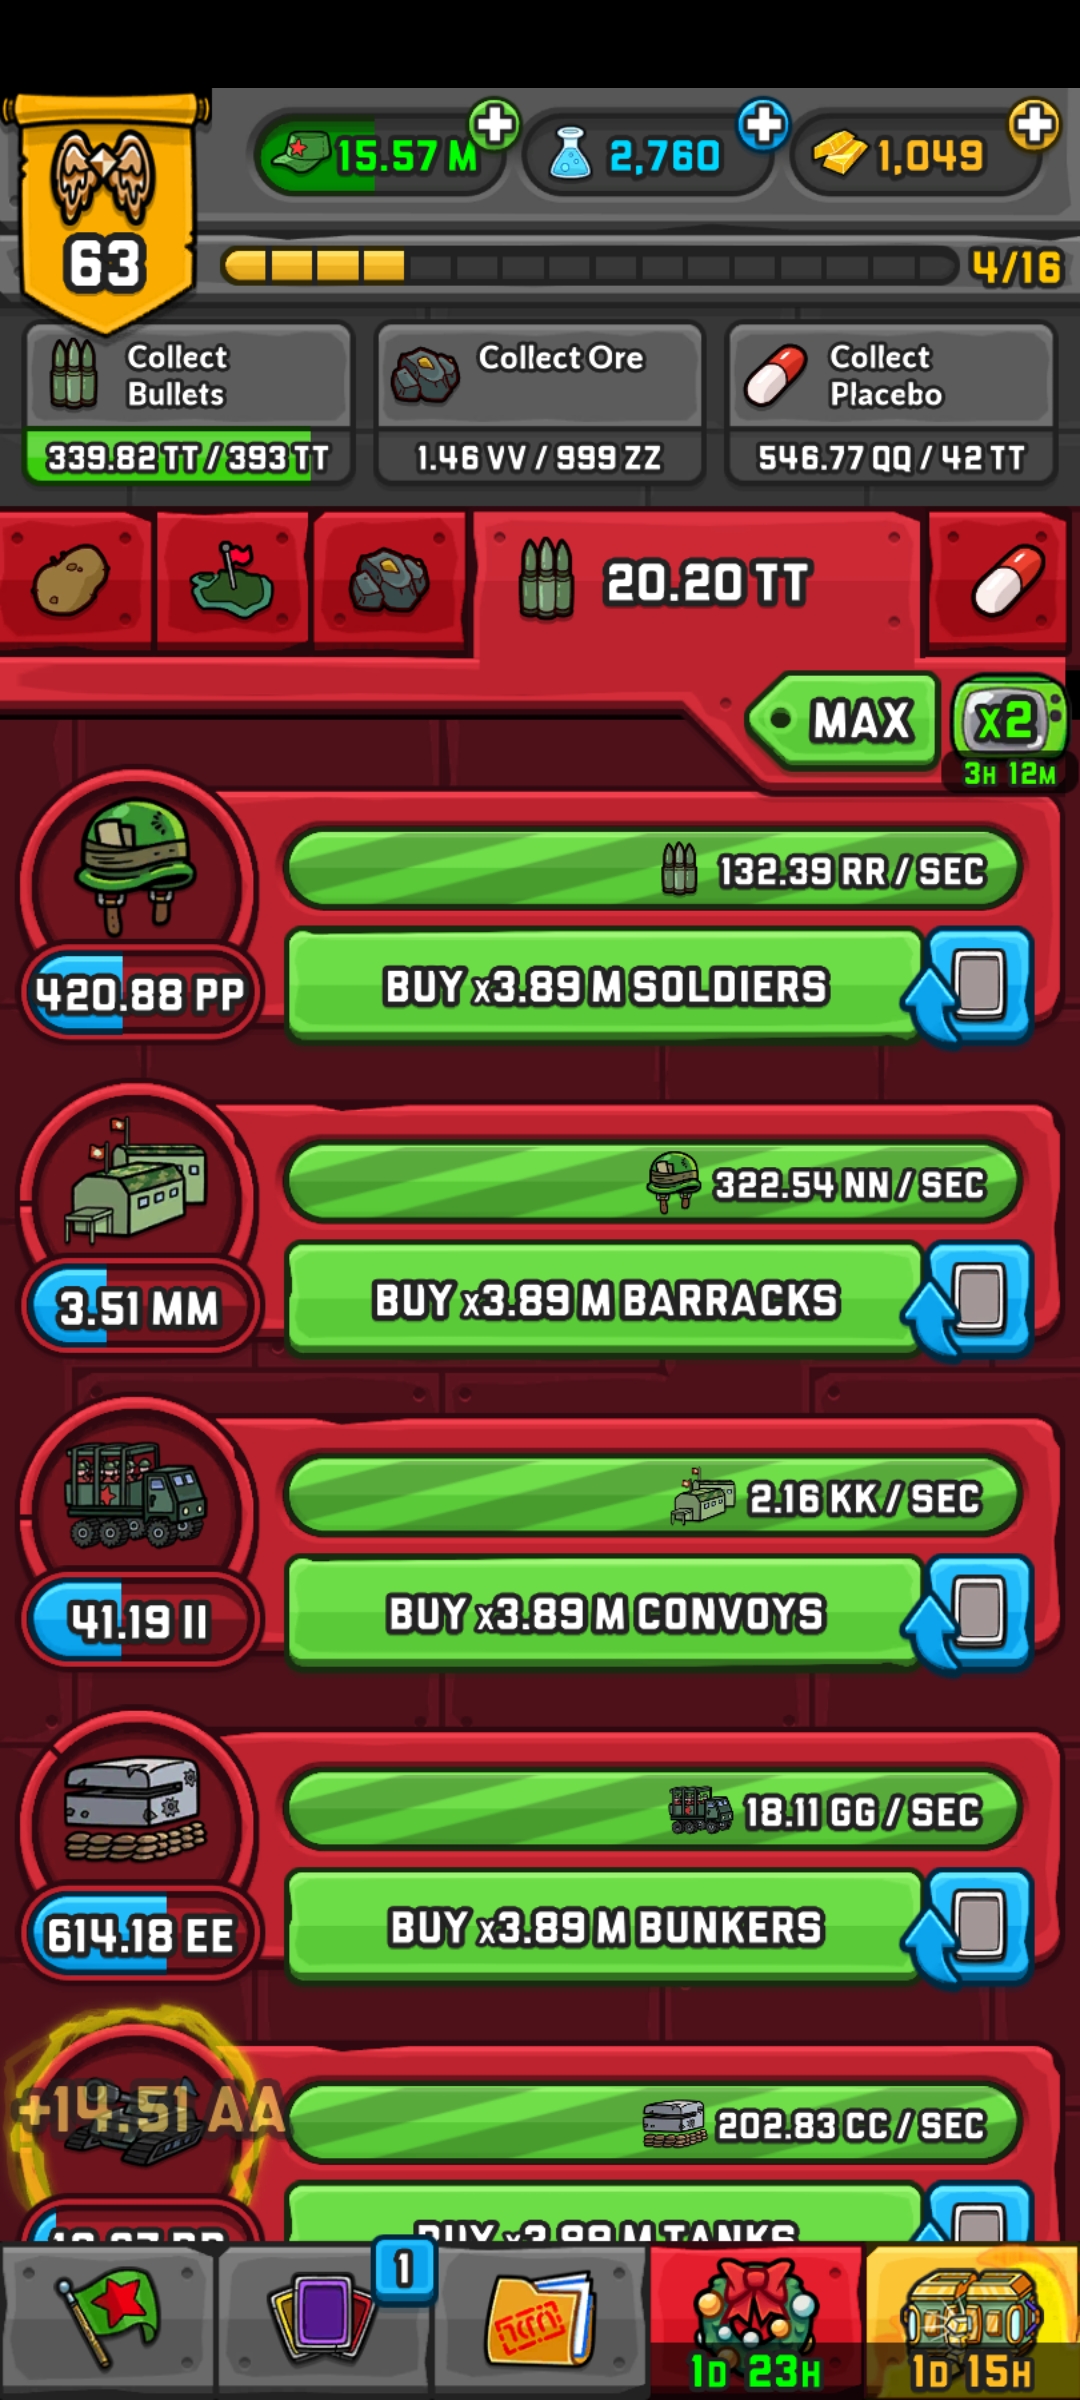 15.57 M
2,760
1,049
63
4/16
Collect
Bullets
Collect Ore
Collect
Placebo
339.82 TT / 393 TT
1.46 VV / 999 ZZ
546.77 QQ / 42 TT
20.20 TT
MAX
x2
3H 12M
132.39 RR / SEC
420.88 PP
BUY x3.89 M SOLDIERS
322.54 NN / SEC
3.51 MM
BUY x3.89 M BARRACKS
2.16 KK / SEC
41.19 II
BUY x3.89 M CONVOYS
18.11 GG / SEC
614.18 EE
BUY x3.89 M BUNKERS
+14.51 AA
202.83 CC / SEC
BUY x3.89 M TANKS
1
1D 23H
1D 15H